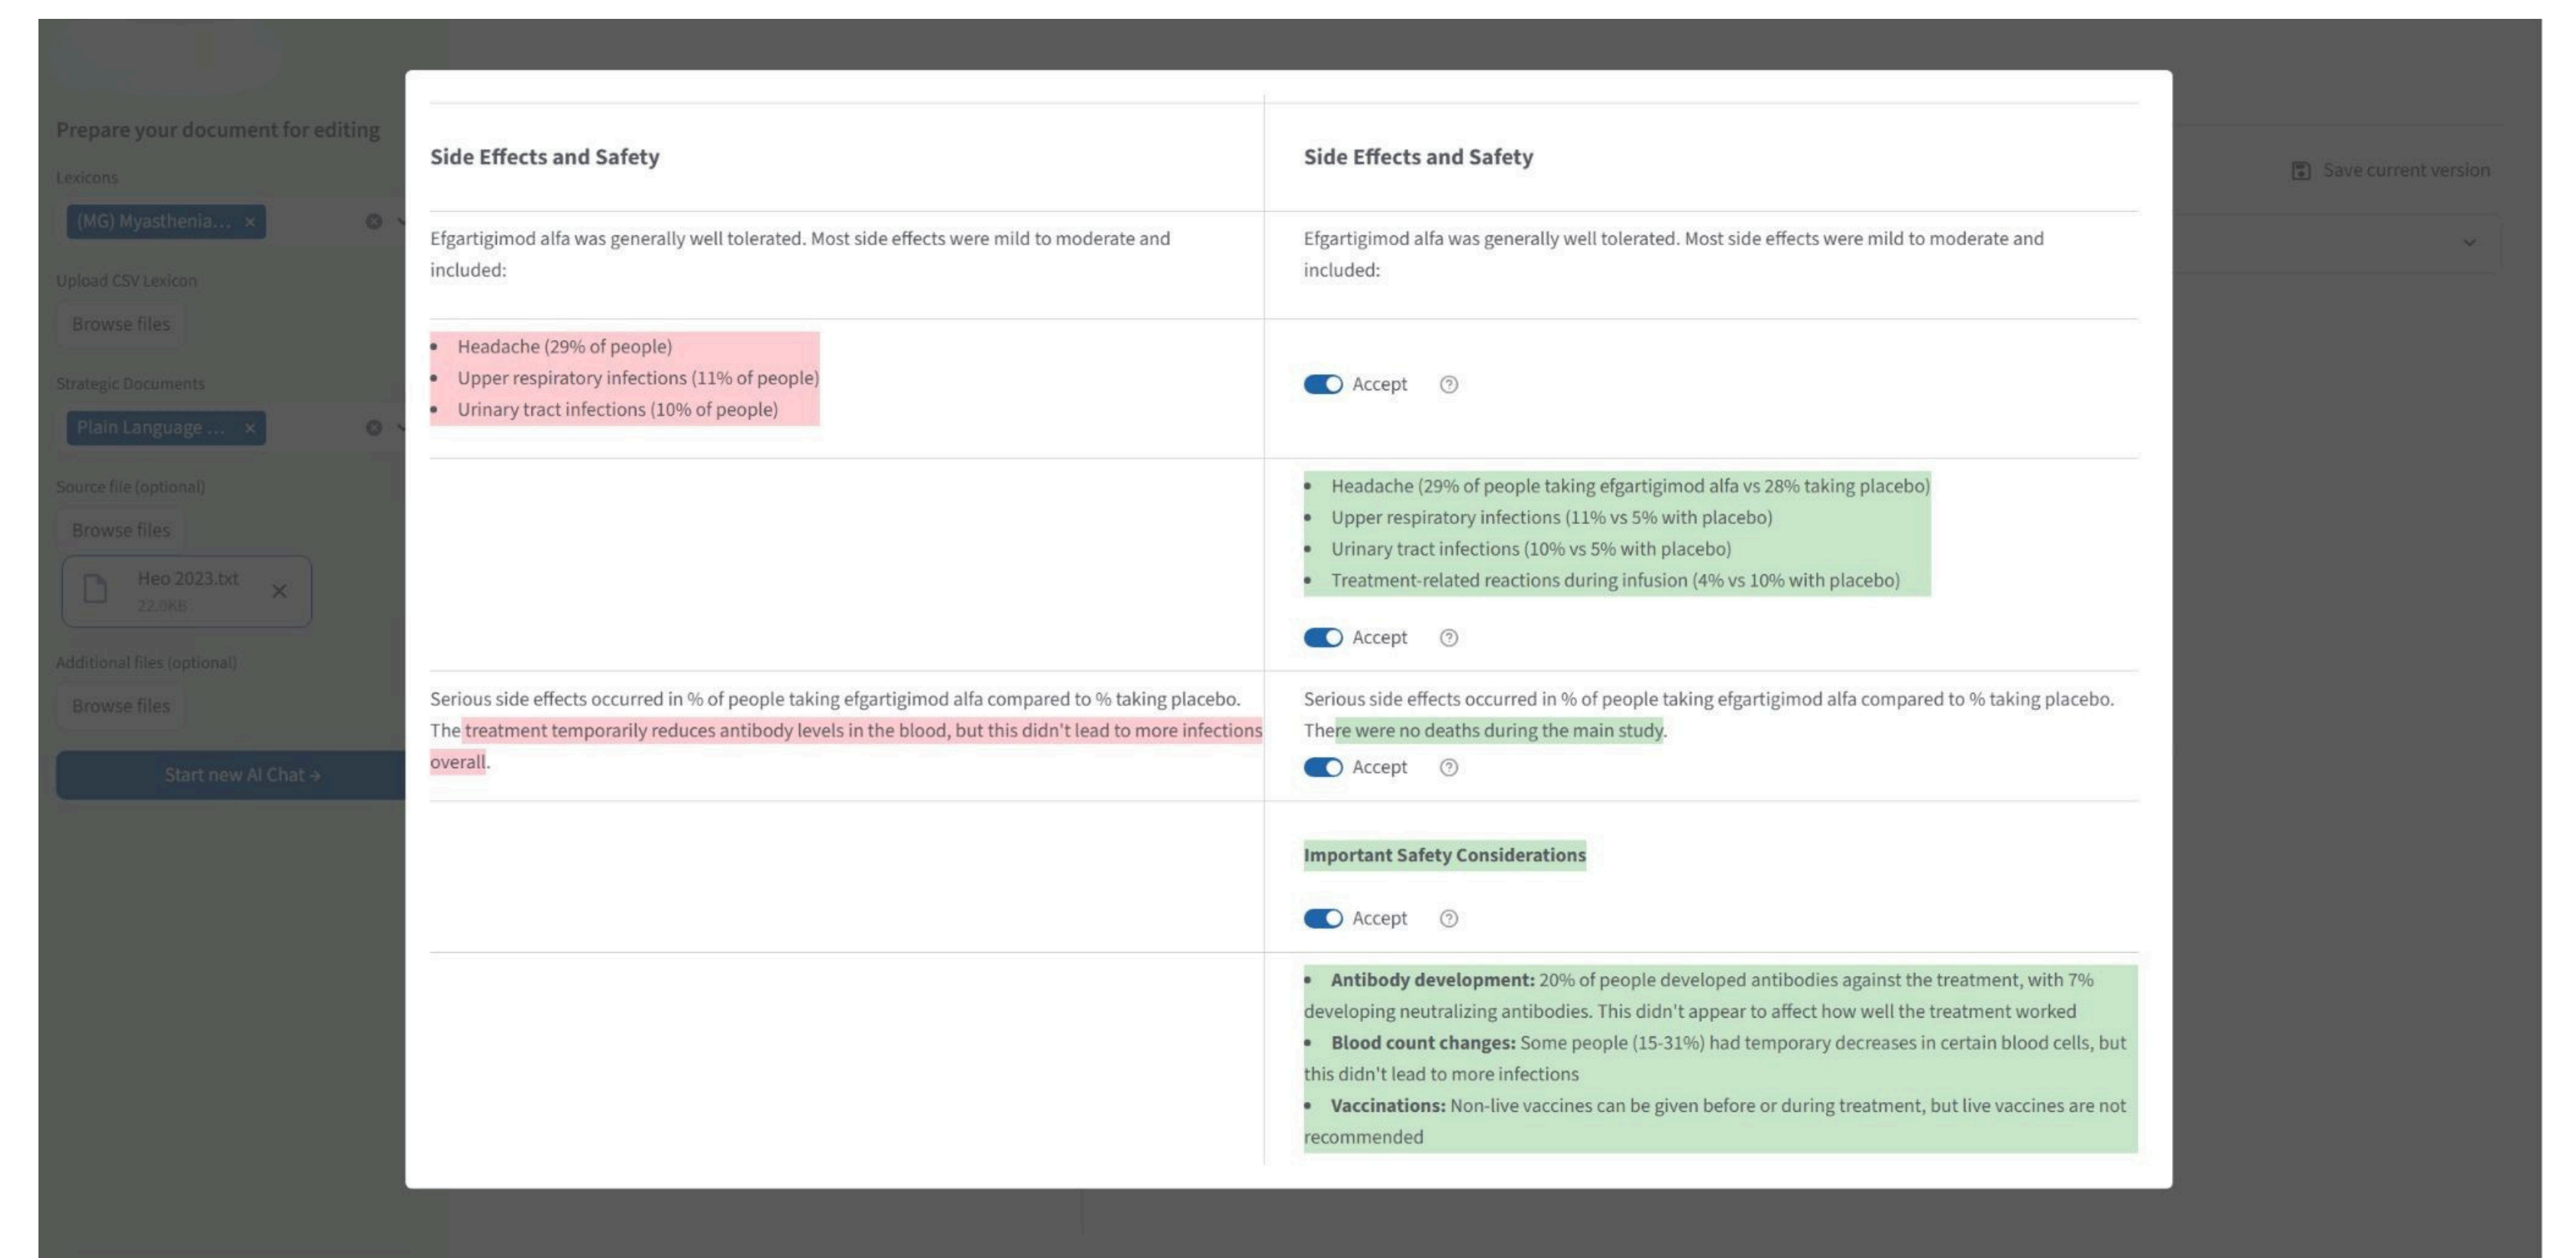 Prepare your document for editing
Lexicons
(MG) Myasthenia... ×
Upload CSV Lexicon
Browse files
Strategic Documents
Plain Language ... ×
Source file (optional)
Browse files
Heo 2023.txt
22.0KB
Additional files (optional)
Browse files
Start new AI Chat →
Side Effects and Safety
Efgartigimod alfa was generally well tolerated. Most side effects were mild to moderate and
included:
• Headache (29% of people)
• Upper respiratory infections (11% of people)
• Urinary tract infections (10% of people)
Serious side effects occurred in % of people taking efgartigimod alfa compared to % taking placebo.
The treatment temporarily reduces antibody levels in the blood, but this didn't lead to more infections
overall.
Side Effects and Safety
Efgartigimod alfa was generally well tolerated. Most side effects were mild to moderate and
included:
Accept
• Headache (29% of people taking efgartigimod alfa vs 28% taking placebo)
• Upper respiratory infections (11% vs 5% with placebo)
• Urinary tract infections (10% vs 5% with placebo)
• Treatment-related reactions during infusion (4% vs 10% with placebo)
Accept
Serious side effects occurred in % of people taking efgartigimod alfa compared to % taking placebo.
There were no deaths during the main study.
Accept
Important Safety Considerations
Accept
• Antibody development: 20% of people developed antibodies against the treatment, with 7%
developing neutralizing antibodies. This didn't appear to affect how well the treatment worked
• Blood count changes: Some people (15-31%) had temporary decreases in certain blood cells, but
this didn't lead to more infections
• Vaccinations: Non-live vaccines can be given before or during treatment, but live vaccines are not
recommended
Save current version